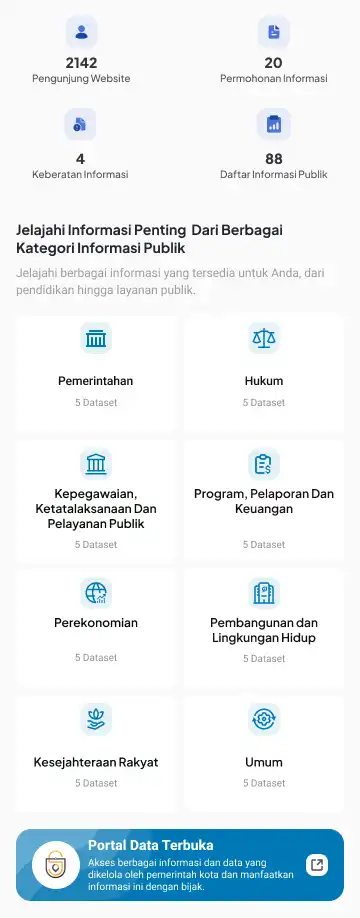 2142
Pengunjung Website
20
Permohonan Informasi
4
Keberatan Informasi
88
Daftar Informasi Publik
Jelajahi Informasi Penting Dari Berbagai
Kategori Informasi Publik
Jelajahi berbagai informasi yang tersedia untuk Anda, dari
pendidikan hingga layanan publik.
Pemerintahan
5 Dataset
Hukum
5 Dataset
Kepegawaian,
Ketatalaksanaan Dan
Pelayanan Publik
5 Dataset
Program, Pelaporan Dan
Keuangan
5 Dataset
Perekonomian
5 Dataset
Pembangunan dan
Lingkungan Hidup
5 Dataset
Kesejahteraan Rakyat
5 Dataset
Umum
5 Dataset
Portal Data Terbuka
Akses berbagai informasi dan data yang
dikelola oleh pemerintah kota dan manfaatkan
informasi ini dengan bijak.